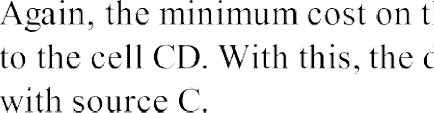 Again, the minimum cost on
to the cell CD. With this, the
with source C.